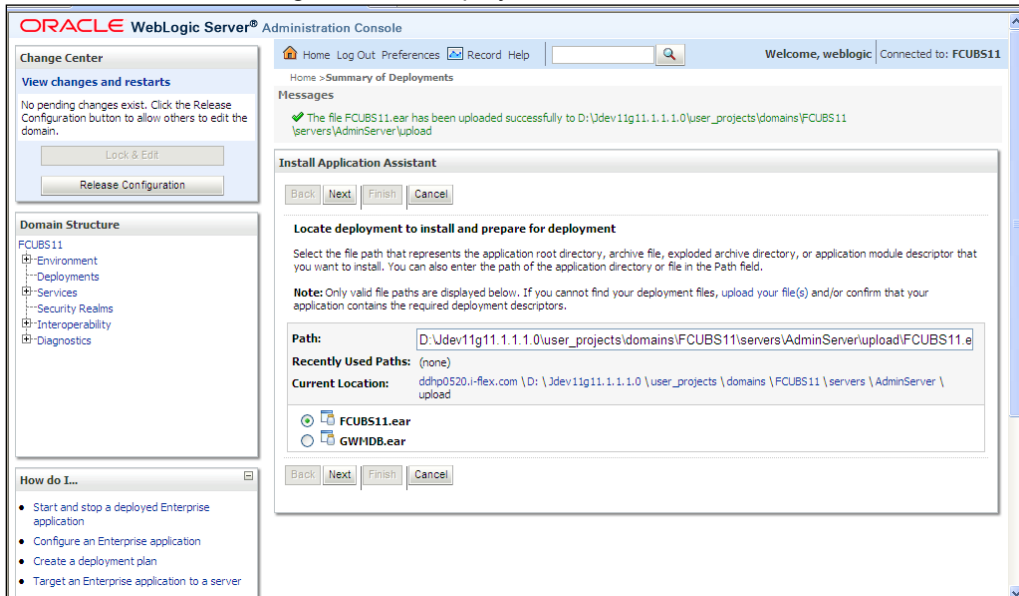 ORACLE WebLogic Server® Administration Console
Change Center
View changes and restarts
No pending changes exist. Click the Release
Configuration button to allow others to edit the
domain.
Lock & Edit
Release Configuration
Domain Structure
FCUBS11
Environment
Deployments
Services
Security Realms
Interoperability
Diagnostics
How do I...
Start and stop a deployed Enterprise
application
Configure an Enterprise application
Create a deployment plan
Target an Enterprise application to a server
Home Log Out Preferences Record Help
Welcome, weblogic Connected to: FCUBS11
Home >Summary of Deployments
Messages
The file FCUBS11.ear has been uploaded successfully to D:\Jdev11g11.1.1.1.0\user_projects\domains\FCUBS11
\servers\AdminServer\upload
Install Application Assistant
Back Next Finish Cancel
Locate deployment to install and prepare for deployment
Select the file path that represents the application root directory, archive file, exploded archive directory, or application module descriptor that
you want to install. You can also enter the path of the application directory or file in the Path field.
Note: Only valid file paths are displayed below. If you cannot find your deployment files, upload your file(s) and/or confirm that your
application contains the required deployment descriptors.
Path: D:\Jdev11g11.1.1.1.0\user_projects\domains\FCUBS11\servers\AdminServer\upload\FCUBS11.e
Recently Used Paths: (none)
Current Location: ddhp0520.i-flex.com \ D: \ Jdev11g11.1.1.1.0 \ user_projects \ domains \ FCUBS11 \ servers \ AdminServer \
upload
FCUBS11.ear
GWMDB.ear
Back Next Finish Cancel